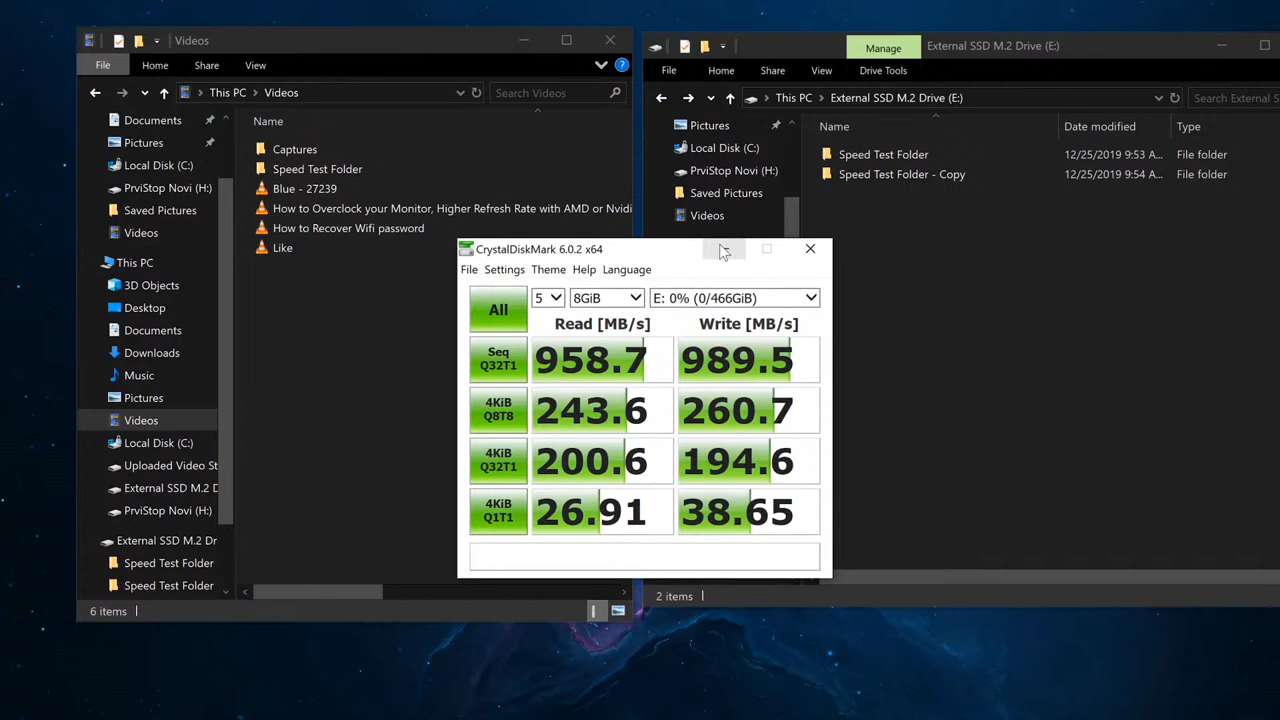 Videos
File Home Share View
This PC > Videos
Search Videos
Documents
Pictures
Local Disk (C:)
PrviStop Novi (H:)
Saved Pictures
Videos
This PC
3D Objects
Desktop
Documents
Downloads
Music
Pictures
Videos
Local Disk (C:)
Uploaded Video St
External SSD M.2 D
PrviStop Novi (H:)
External SSD M.2 Dr
Speed Test Folder
Speed Test Folder
Name
Captures
Speed Test Folder
Blue - 27239
How to Overclock your Monitor, Higher Refresh Rate with AMD or Nvidi
How to Recover Wifi password
Like
6 items
Manage External SSD M.2 Drive (E:)
File Home Share View Drive Tools
This PC > External SSD M.2 Drive (E:)
Search External S
Pictures
Local Disk (C:)
PrviStop Novi (H:)
Saved Pictures
Videos
Name Date modified Type
Speed Test Folder 12/25/2019 9:53 A... File folder
Speed Test Folder - Copy 12/25/2019 9:54 A... File folder
2 items
CrystalDiskMark 6.0.2 x64
File Settings Theme Help Language
All 5 8GiB E: 0% (0/466GiB)
Read [MB/s] Write [MB/s]
Seq
Q32T1 958.7 989.5
4KiB
Q8T8 243.6 260.7
4KiB
Q32T1 200.6 194.6
4KiB
Q1T1 26.91 38.65